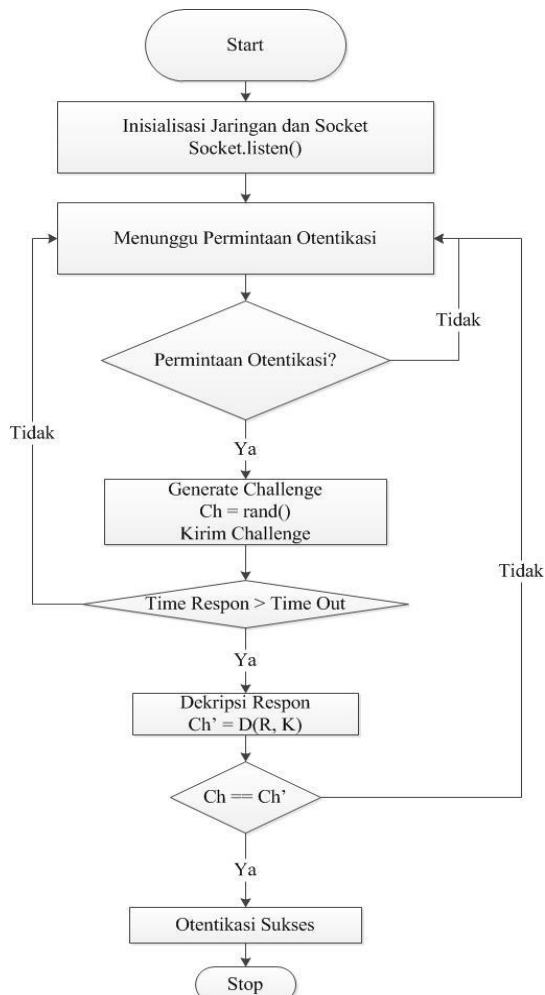 Start
Inisialisasi Jaringan dan Socket
Socket.listen()
Menunggu Permintaan Otentikasi
Tidak
Permintaan Otentikasi?
Tidak
Ya
Generate Challenge
Ch = rand()
Kirim Challenge
Tidak
Time Respon > Time Out
Ya
Dekripsi Respon
Ch’ = D(R, K)
Ch == Ch’
Ya
Otentikasi Sukses
Stop